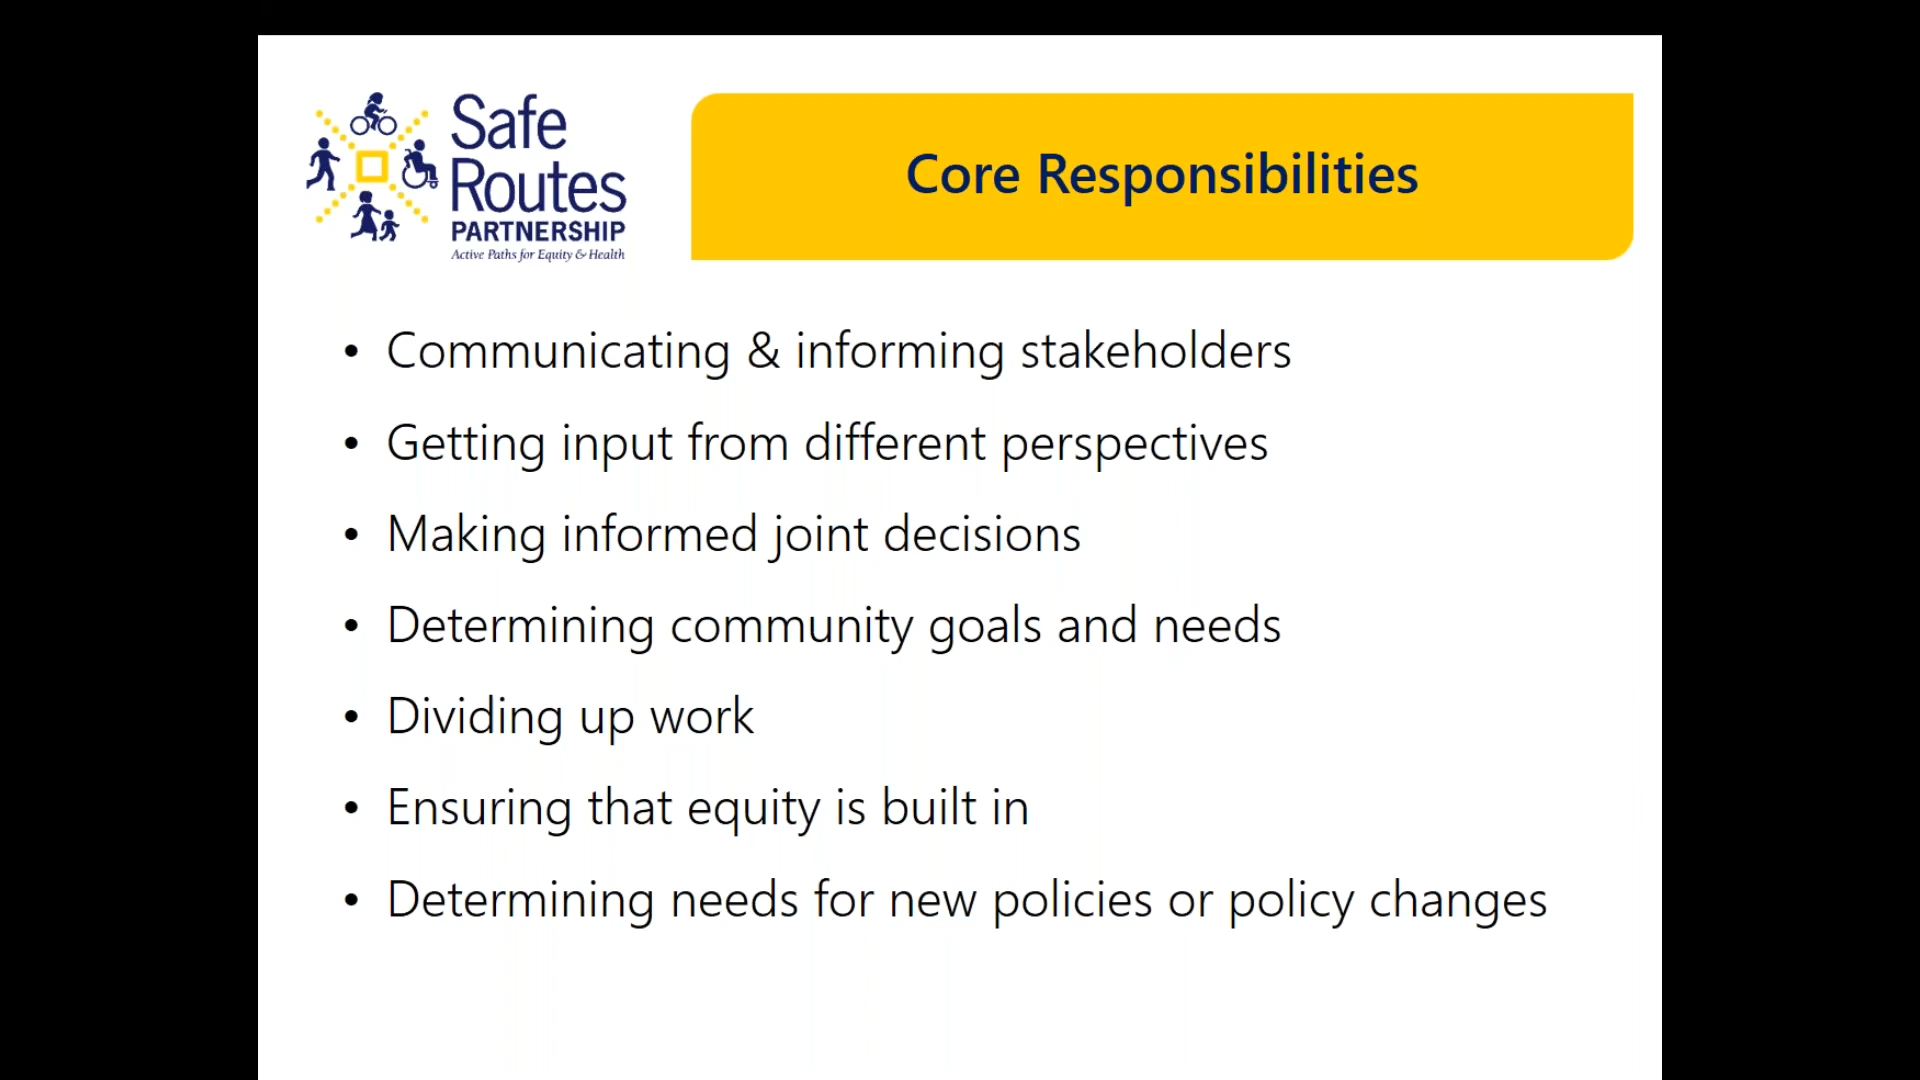 Safe
Routes
PARTNERSHIP
Active Paths for Equity & Health
Core Responsibilities
• Communicating & informing stakeholders
• Getting input from different perspectives
• Making informed joint decisions
• Determining community goals and needs
• Dividing up work
• Ensuring that equity is built in
• Determining needs for new policies or policy changes